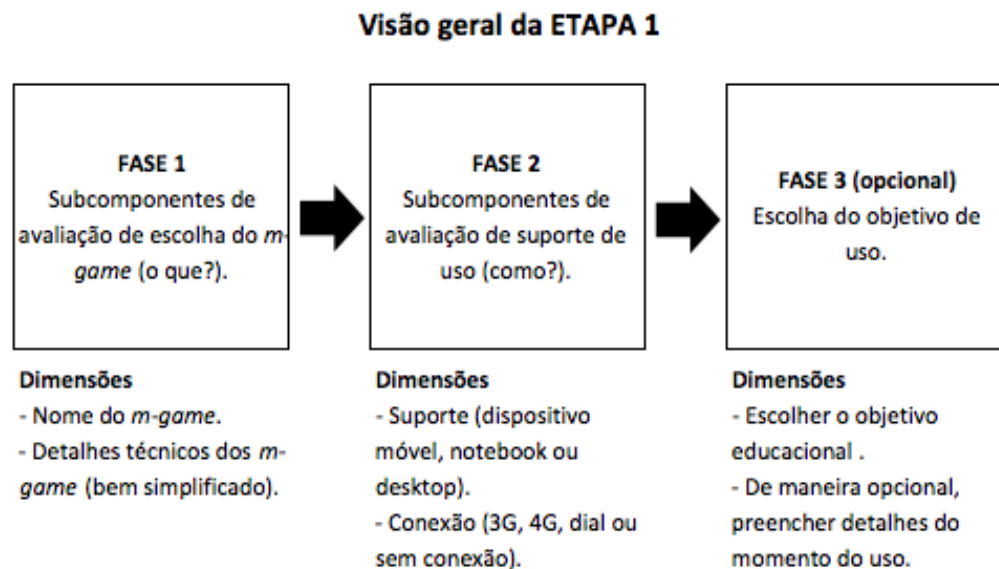 Visão geral da ETAPA 1
FASE 1
Subcomponentes de
avaliação de escolha do m-
game (o que?).
FASE 2
Subcomponentes de
avaliação de suporte de
uso (como?).
FASE 3 (opcional)
Escolha do objetivo de
uso.
Dimensões
- Nome do m-game.
- Detalhes técnicos dos m-
game (bem simplificado).
Dimensões
- Suporte (dispositivo
móvel, notebook ou
desktop).
- Conexão (3G, 4G, dial ou
sem conexão).
Dimensões
- Escolher o objetivo
educacional .
- De maneira opcional,
preencher detalhes do
momento do uso.